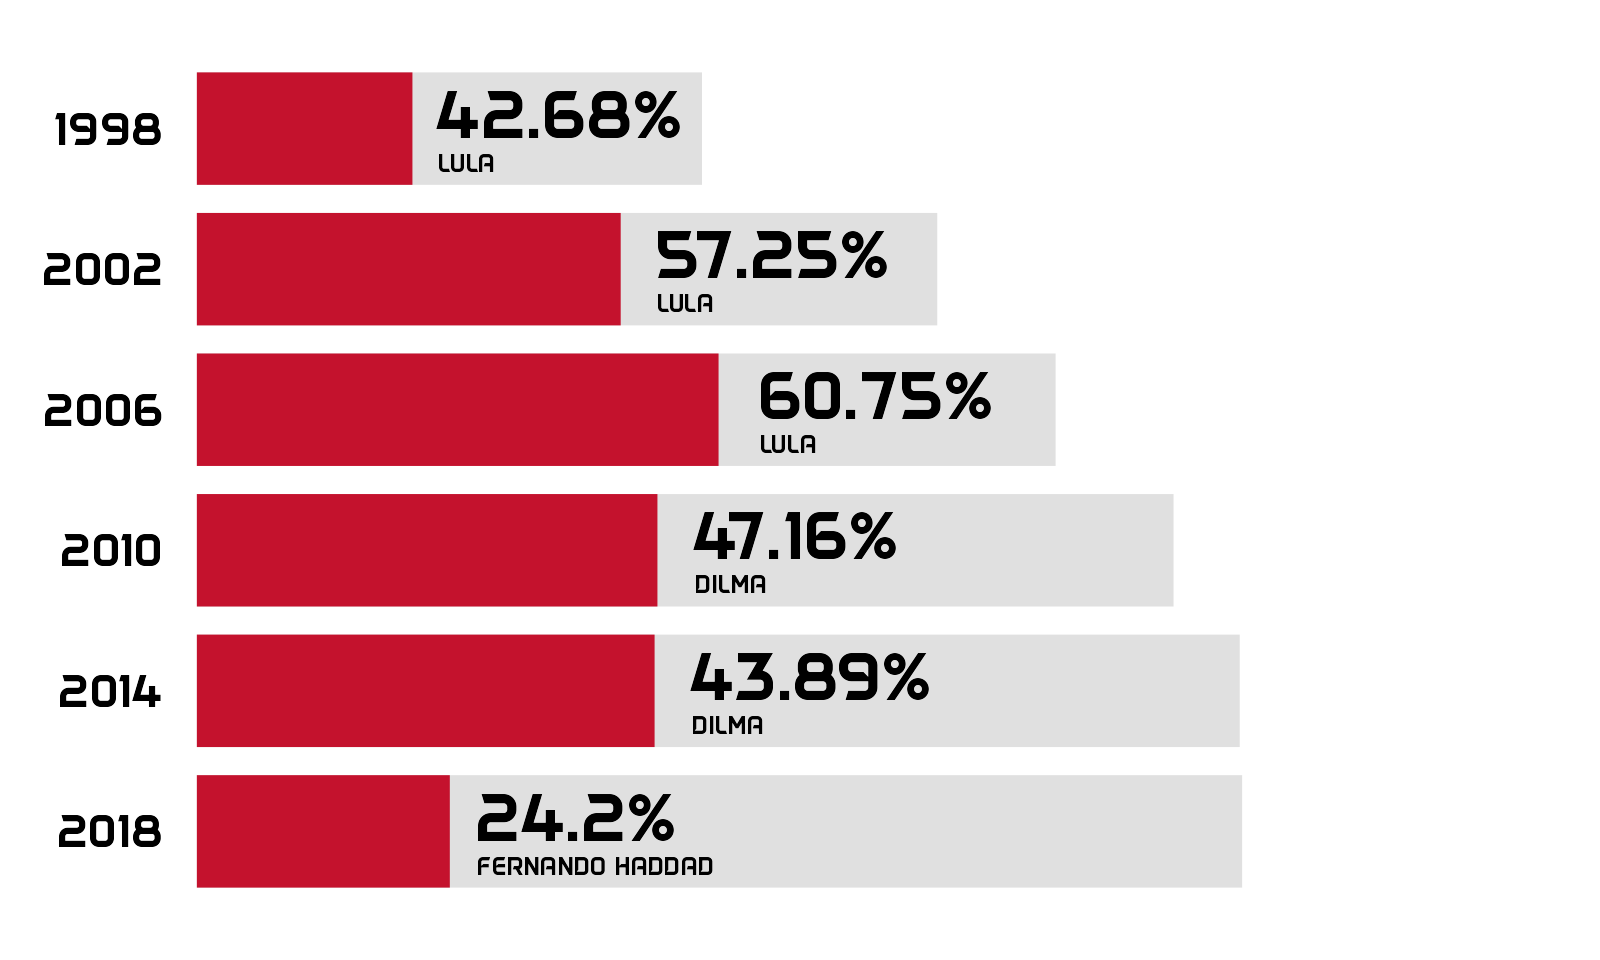 1998
42.68%
LULA
2002
57.25%
LULA
2006
60.75%
LULA
2010
47.16%
DILMA
2014
43.89%
DILMA
2018
24.2%
FERNANDO HADDAD